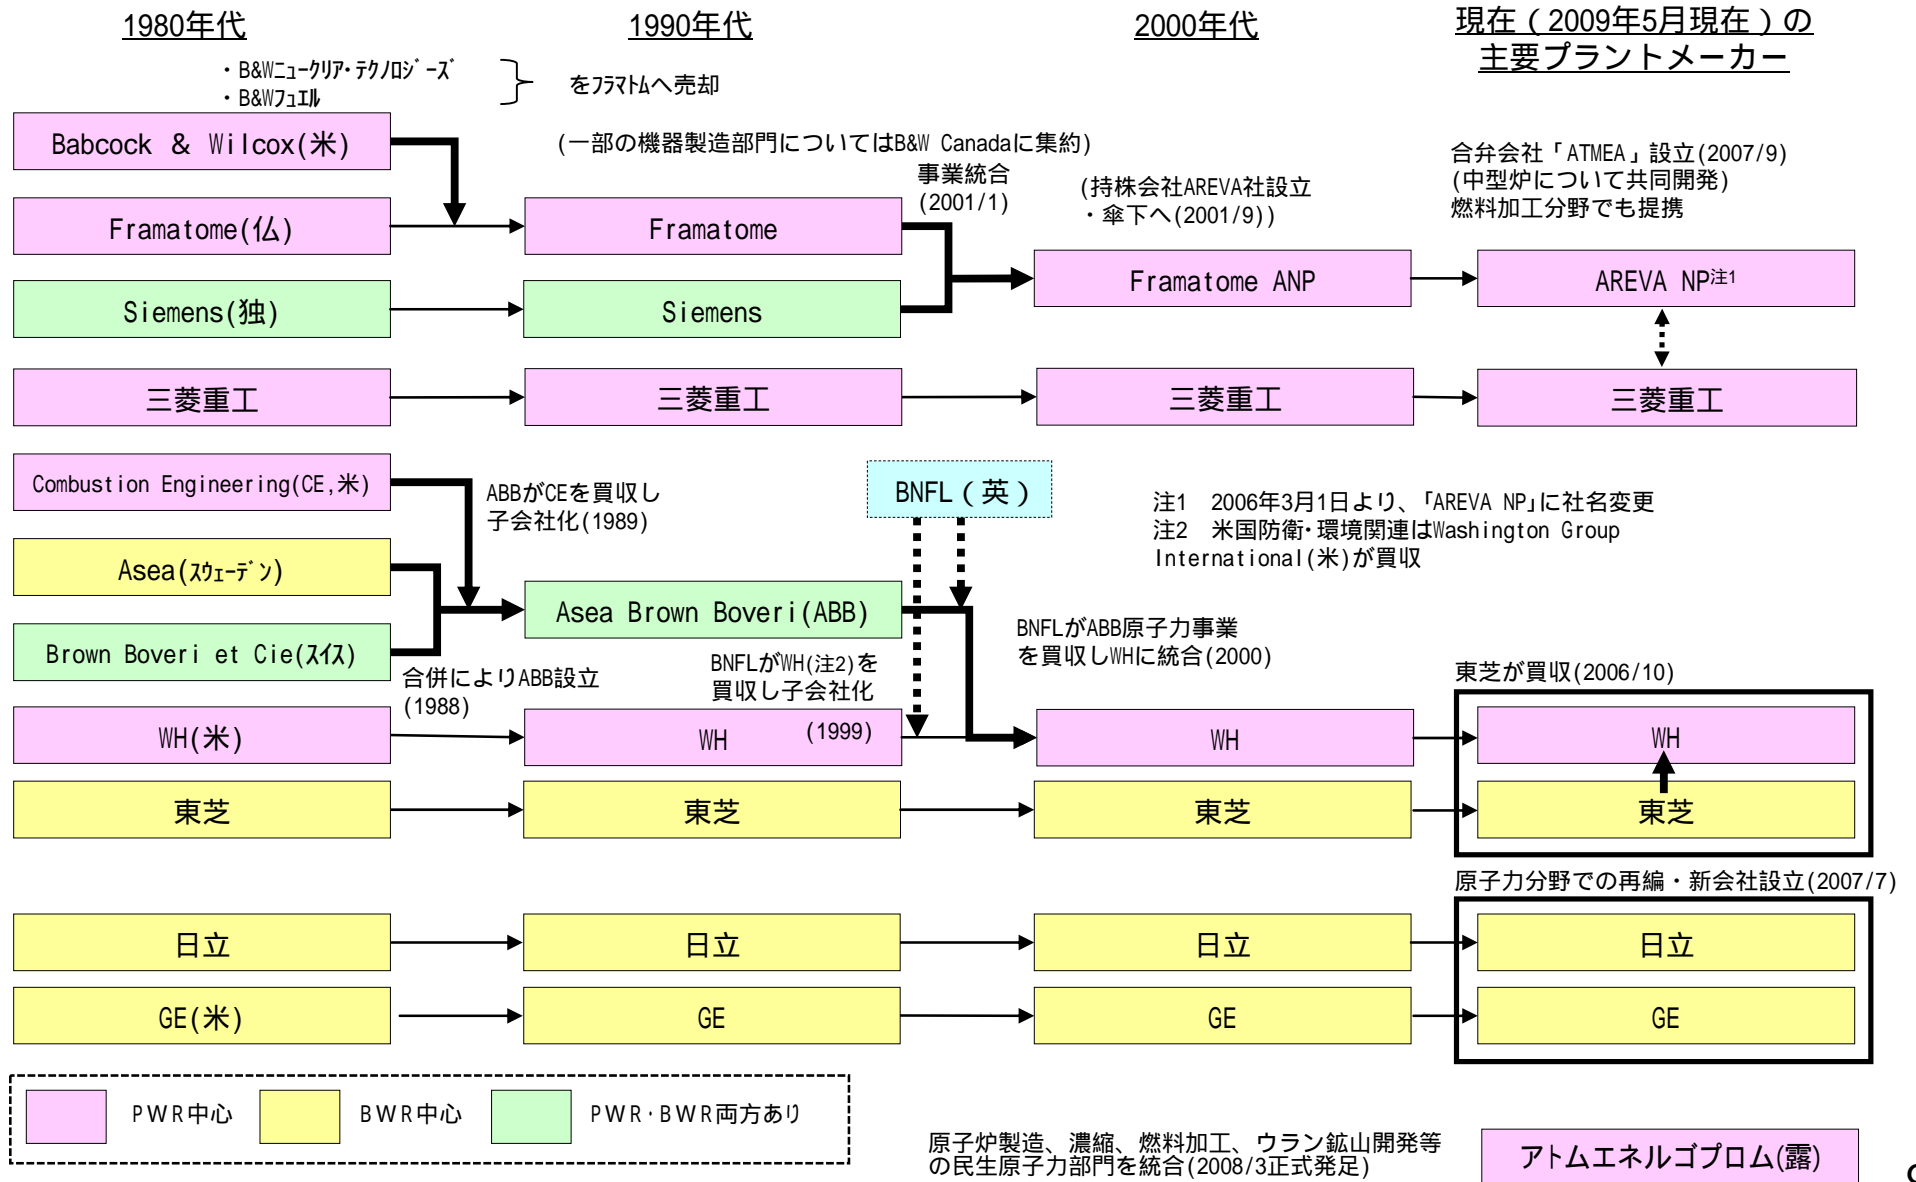 1980年代
1990年代
2000年代
現在（2009年5月現在）の
主要プラントメーカー
・B&Wﾆｭｰｸﾘｱ･ﾃｸﾉﾛｼﾞｰｽﾞ
・B&Wﾌｭｴﾙ
をﾌﾗﾏﾄﾑへ売却
(一部の機器製造部門についてはB&W Canadaに集約)
Babcock & Wilcox(米)
事業統合
(2001/1)
(持株会社AREVA社設立
・傘下へ(2001/9))
合弁会社「ATMEA」設立(2007/9)
(中型炉について共同開発)
燃料加工分野でも提携
Framatome(仏)
Framatome
Framatome ANP
AREVA NP注1
Siemens(独)
Siemens
三菱重工
三菱重工
三菱重工
三菱重工
Combustion Engineering(CE,米)
ABBがCEを買収し
子会社化(1989)
BNFL（英）
注1　2006年3月1日より、「AREVA NP」に社名変更
注2　米国防衛･環境関連はWashington Group
International(米)が買収
Asea(ｽｳｪｰﾃﾞﾝ)
Asea Brown Boveri(ABB)
Brown Boveri et Cie(ｽｲｽ)
合併によりABB設立
(1988)
BNFLがWH(注2)を
買収し子会社化
(1999)
BNFLがABB原子力事業
を買収しWHに統合(2000)
東芝が買収(2006/10)
WH(米)
WH
WH
WH
東芝
東芝
東芝
東芝
原子力分野での再編・新会社設立(2007/7)
日立
日立
日立
日立
GE(米)
GE
GE
GE
ＰＷＲ中心
ＢＷＲ中心
ＰＷＲ･ＢＷＲ両方あり
原子炉製造、濃縮、燃料加工、ウラン鉱山開発等
の民生原子力部門を統合(2008/3正式発足)
アトムエネルゴプロム(露)